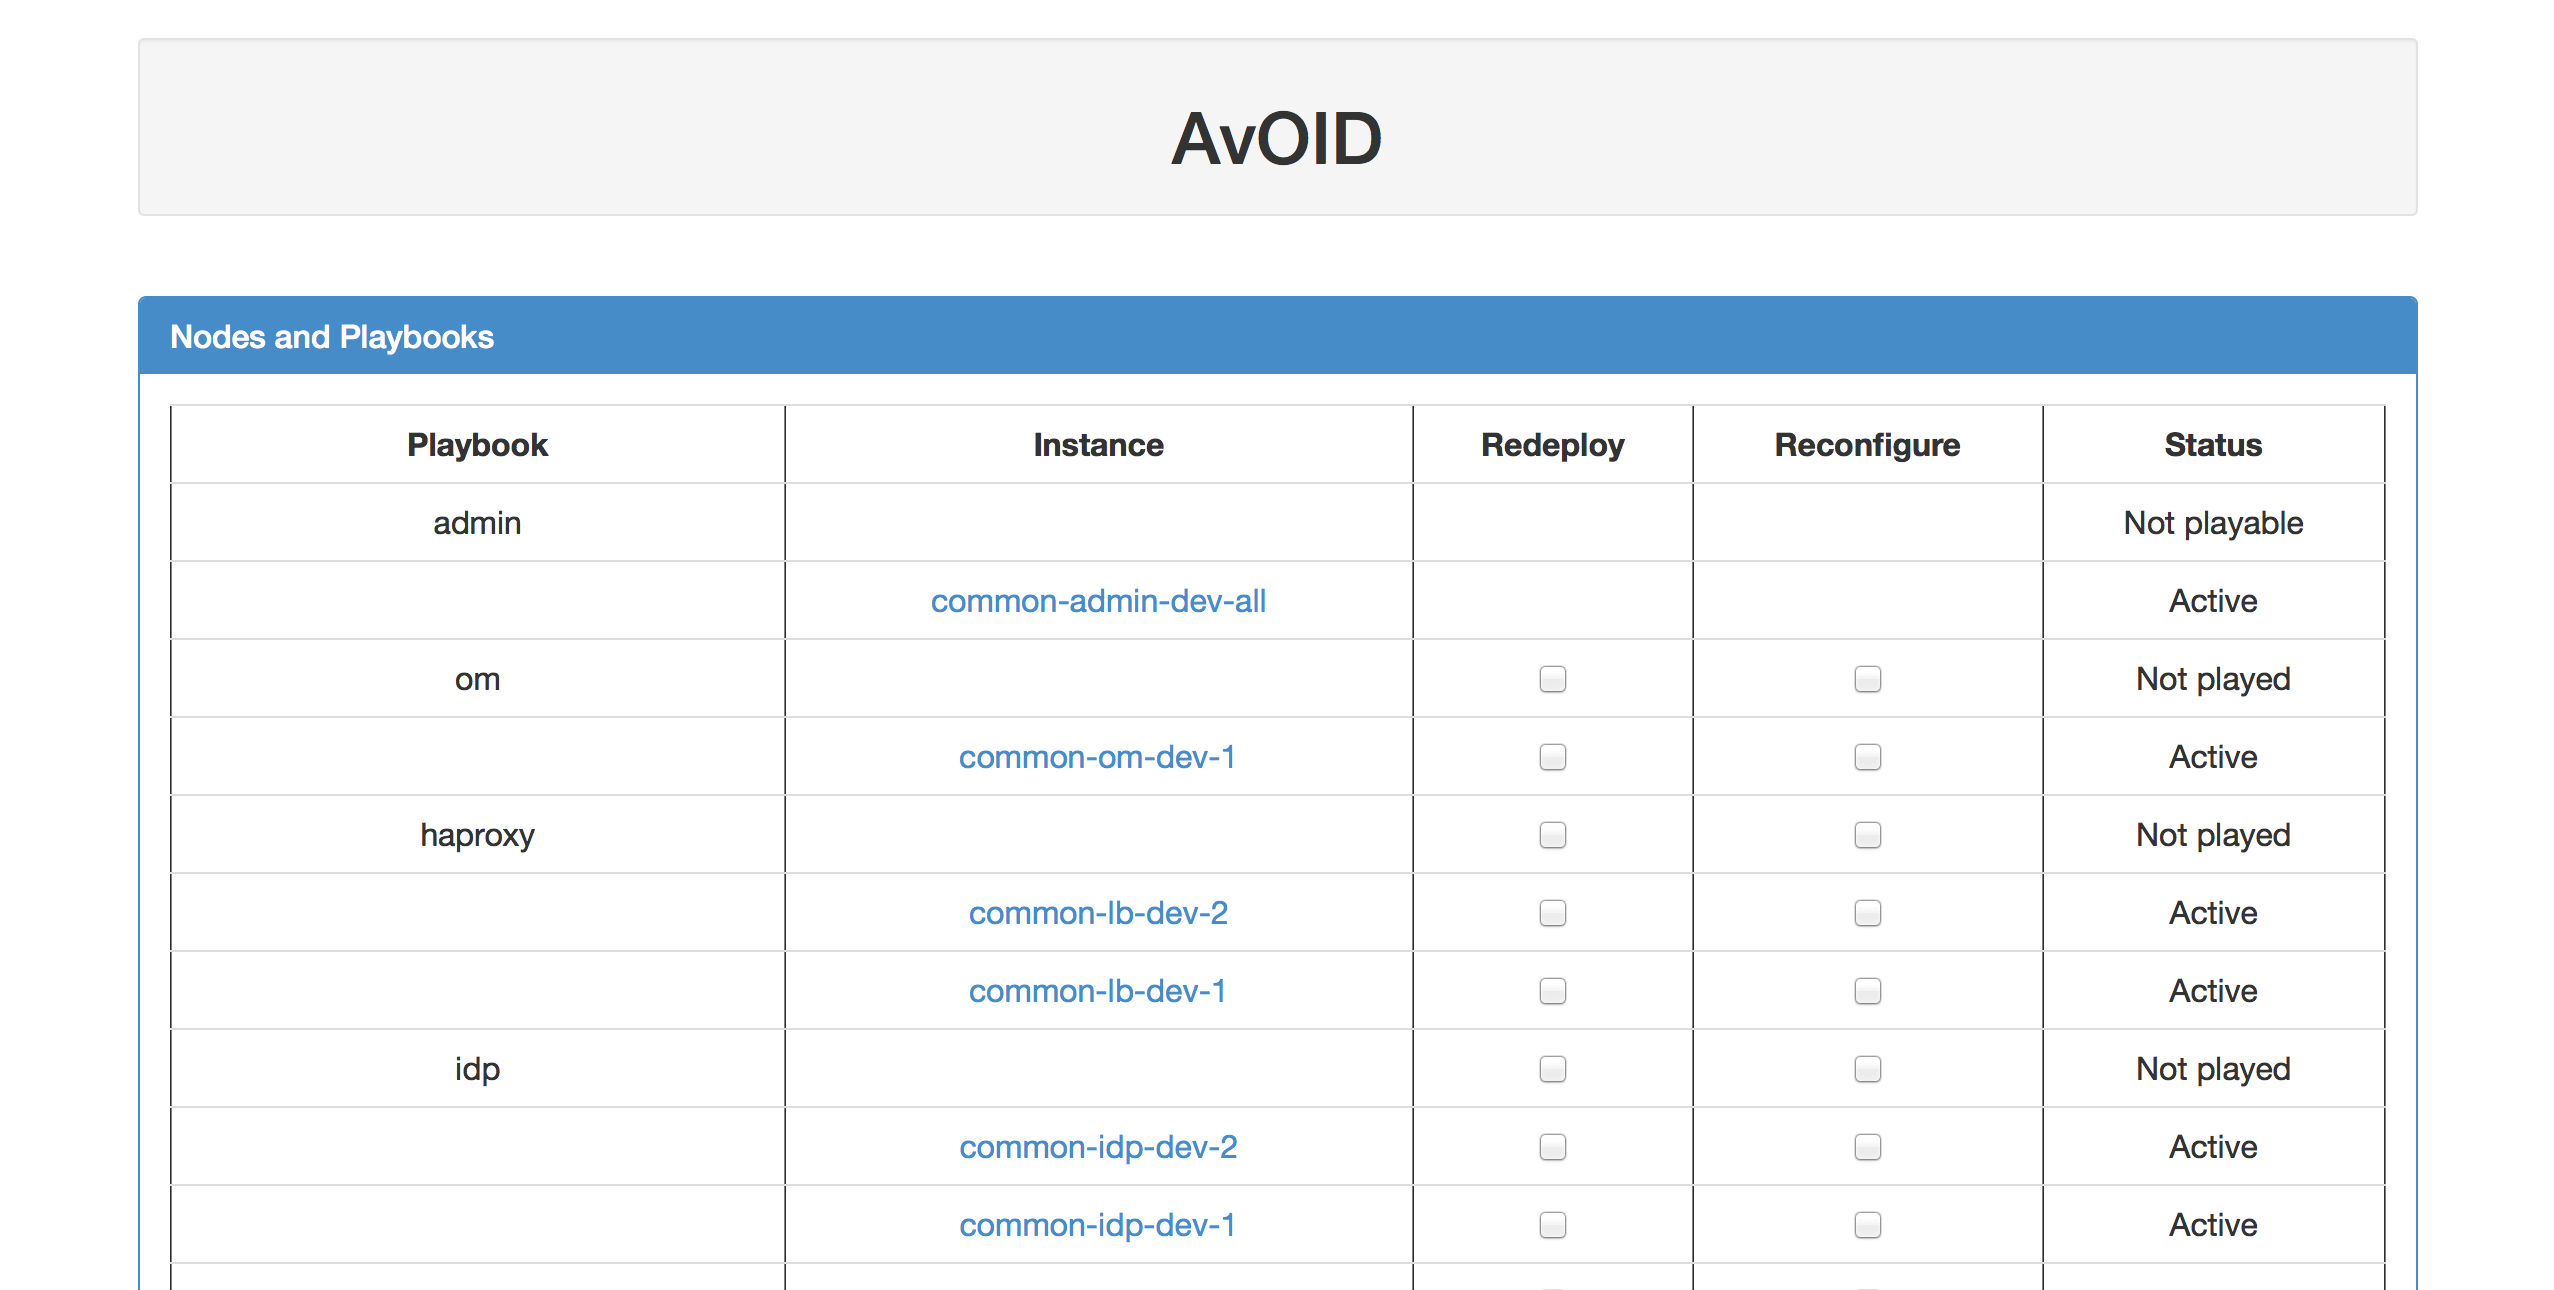 AvOID
Nodes and Playbooks
Playbook Instance Redeploy Reconfigure Status
admin Not playable
common-admin-dev-all Active
om Not played
common-om-dev-1 Active
haproxy Not played
common-lb-dev-2 Active
common-lb-dev-1 Active
idp Not played
common-idp-dev-2 Active
common-idp-dev-1 Active